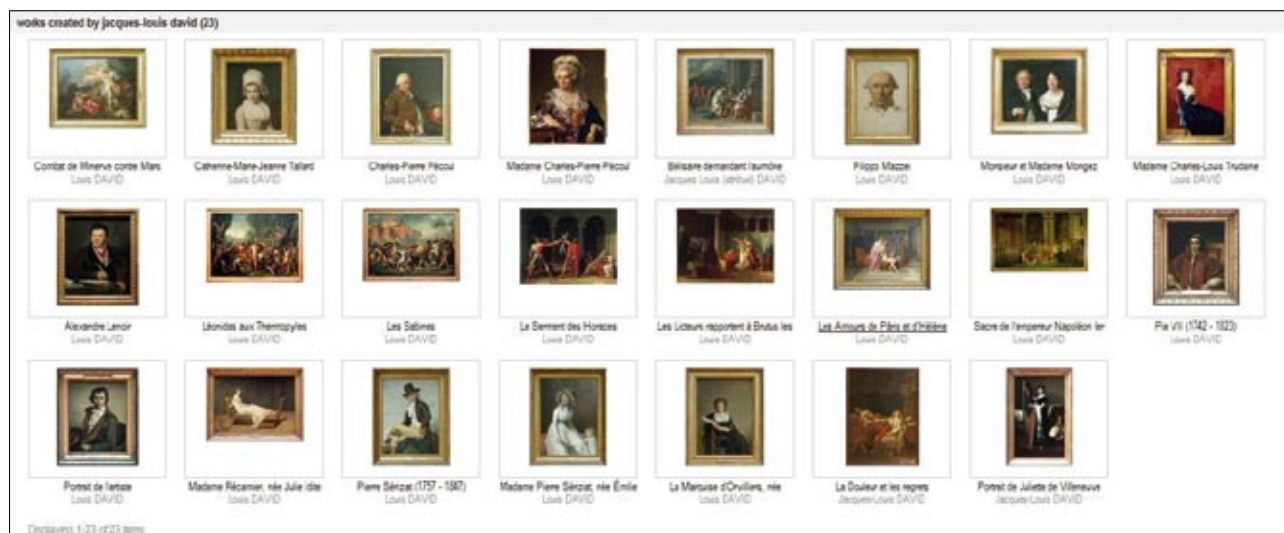 works created by jacques-louis david (23)
Combat de Minerve contre Mars
Louis DAVID
Catherine-Marie-Jeanne Tallard
Louis DAVID
Charles-Pierre Pécoul
Louis DAVID
Madame Charles-Pierre Pécoul
Louis DAVID
Bélisaire demandant l'aumône
Jacques Louis (attribué) DAVID
Filippo Mazzei
Louis DAVID
Monsieur et Madame Mongez
Louis DAVID
Madame Charles-Louis Trudaine
Louis DAVID
Alexandre Lenoir
Louis DAVID
Léonidas aux Thermopyles
Louis DAVID
Les Sabines
Louis DAVID
Le Serment des Horaces
Louis DAVID
Les Licteurs rapportent à Brutus les
Louis DAVID
Les Amours de Pâris et d'Hélène
Louis DAVID
Sacre de l'empereur Napoléon Ier
Louis DAVID
Pie VII (1742 - 1823)
Louis DAVID
Portrait de l'artiste
Louis DAVID
Madame Récamier, née Julie (dite
Louis DAVID
Pierre Sériziat (1757 - 1847)
Louis DAVID
Madame Pierre Sériziat, née Émilie
Louis DAVID
La Marquise d'Orvilliers, née
Louis DAVID
La Douleur et les regrets
Jacques-Louis DAVID
Portrait de Juliette de Villeneuve
Jacques-Louis DAVID
Displaying 1-23 of 23 items